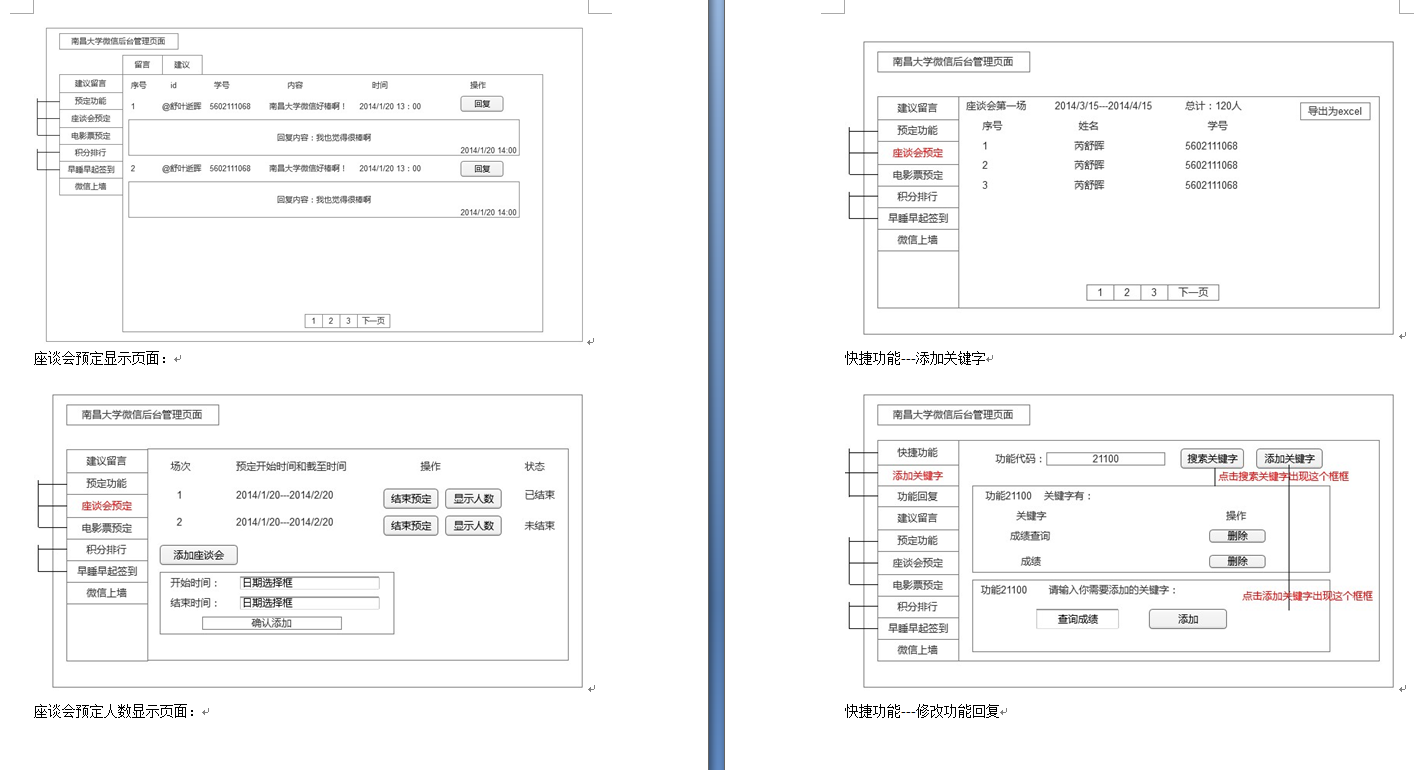 南昌大学微信后台管理页面
留言 建议
建议留言
预定功能
座谈会预定
电影票预定
积分排行
早睡早起签到
微信上墙
序号 id 学号 内容 时间 操作
1 @舒叶逝晖 5602111068 南昌大学微信好棒啊！ 2014/1/20 13：00 回复
回复内容：我也觉得很棒啊
2014/1/20 14:00
2 @舒叶逝晖 5602111068 南昌大学微信好棒啊！ 2014/1/20 13：00 回复
回复内容：我也觉得很棒啊
2014/1/20 14:00
1 2 3 下一页
座谈会预定显示页面：
南昌大学微信后台管理页面
建议留言
预定功能
座谈会预定
电影票预定
积分排行
早睡早起签到
微信上墙
场次 预定开始时间和截至时间 操作 状态
1 2014/1/20---2014/2/20 结束预定 显示人数 已结束
2 2014/1/20---2014/2/20 结束预定 显示人数 未结束
添加座谈会
开始时间： 日期选择框
结束时间： 日期选择框
确认添加
座谈会预定人数显示页面：
南昌大学微信后台管理页面
建议留言
预定功能
座谈会预定
电影票预定
积分排行
早睡早起签到
微信上墙
座谈会第一场 2014/3/15---2014/4/15 总计：120人 导出为excel
序号 姓名 学号
1 芮舒晖 5602111068
2 芮舒晖 5602111068
3 芮舒晖 5602111068
1 2 3 下一页
快捷功能---添加关键字
南昌大学微信后台管理页面
快捷功能
添加关键字
功能回复
建议留言
预定功能
座谈会预定
电影票预定
积分排行
早睡早起签到
微信上墙
功能代码： 21100 搜索关键字 添加关键字
点击搜索关键字出现这个框框
功能21100 关键字有：
关键字 操作
成绩查询 删除
成绩 删除
功能21100 请输入你需要添加的关键字：
点击添加关键字出现这个框框
查询成绩 添加
快捷功能---修改功能回复